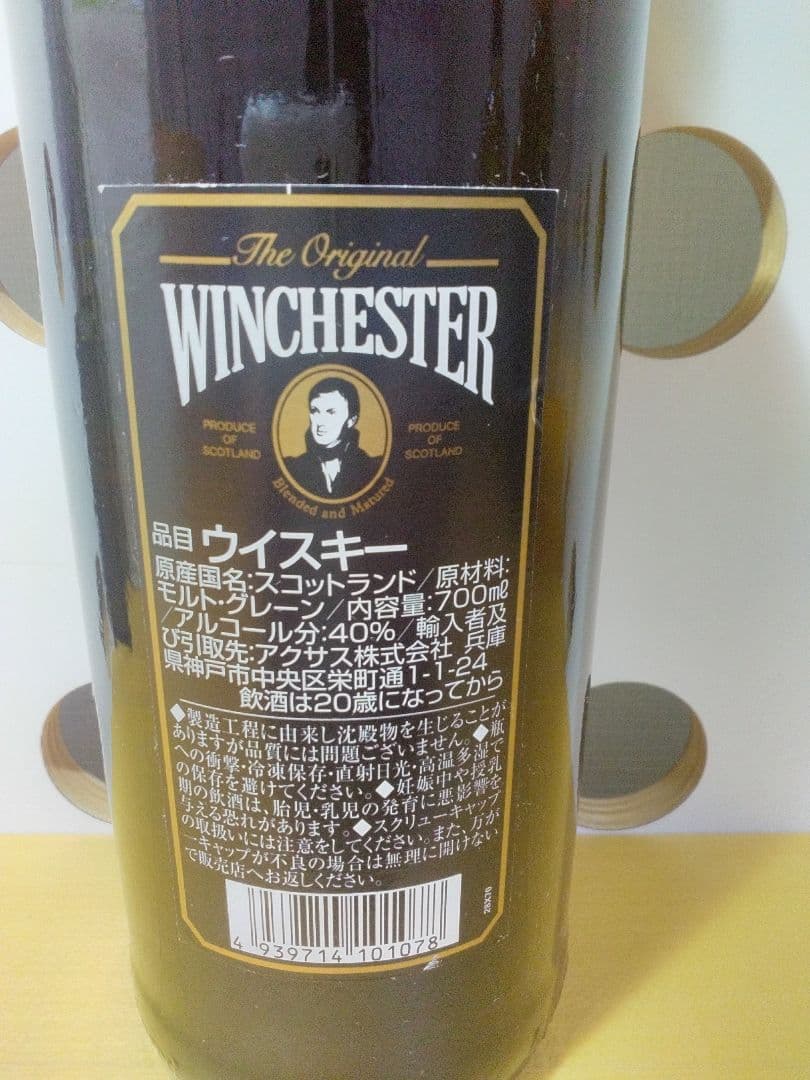 The Original
WINCHESTER
PRODUCE
OF
SCOTLAND
PRODUCE
OF
SCOTLAND
Blended and Matured
品目 ウイスキー
原産国名:スコットランド/原材料:
モルト・グレーン/内容量:700mℓ
/アルコール分:40%/輸入者及
び引取先:アクサス株式会社 兵庫
県神戸市中央区栄町通1-1-24
飲酒は20歳になってから
◆製造工程に由来し沈殿物を生じることが
ありますが品質には問題ございません。◆瓶
への衝撃・冷凍保存・直射日光・高温多湿で
の保存を避けてください。◆妊娠中や授乳
期の飲酒は、胎児・乳児の発育に悪影響を
与える恐れがあります。◆スクリューキャップ
の取扱いには注意をしてください。また、万が
一キャップが不良の場合は無理に開けない
で販売店へお返しください。
28X76
4 939714 101078